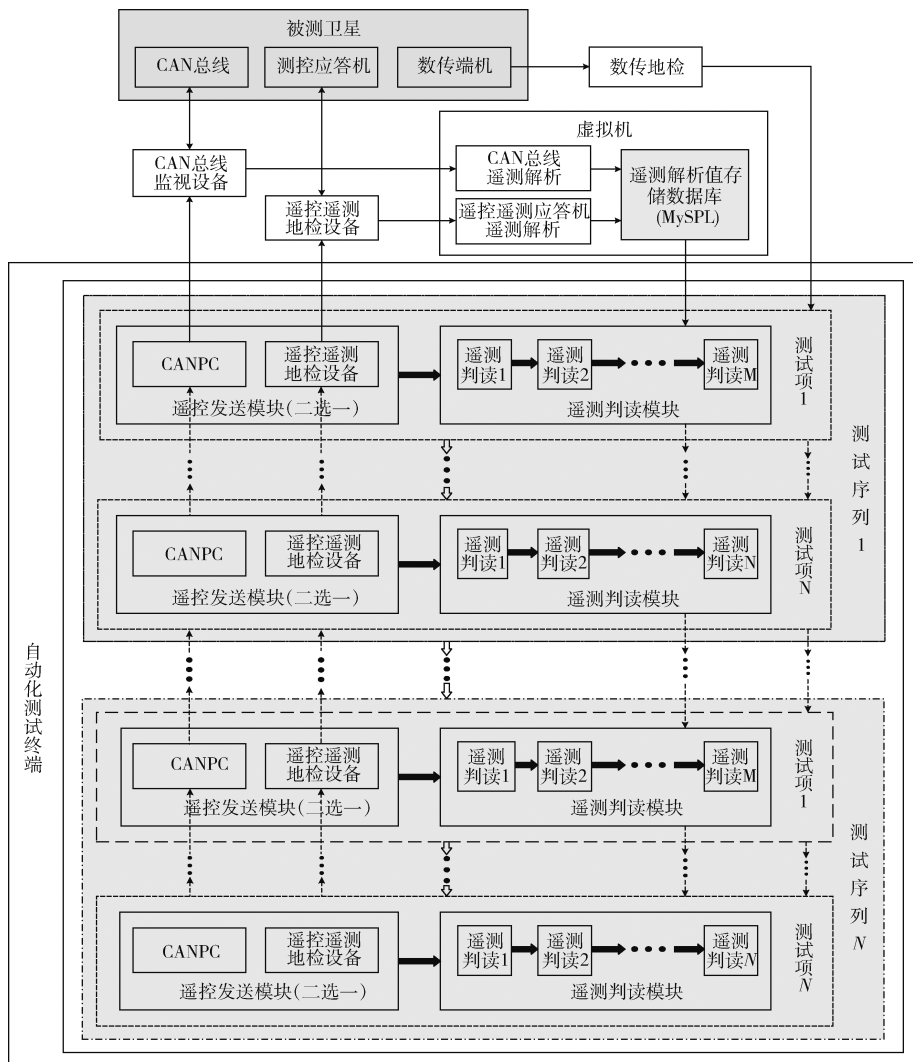 被测卫星
CAN总线
测控应答机
数传端机
数传地检
虚拟机
CAN总线
监视设备
CAN总线
遥测解析
遥测解析值存
储数据库
(MySPL)
遥控遥测
地检设备
遥控遥测应答机
遥测解析
自动化测试终端
测试序列1
CANPC
遥控遥测
地检设备
遥控发送模块(二选一)
遥测
判读1
遥测
判读2
遥测
判读M
遥测判读模块
测试项1
CANPC
遥控遥测
地检设备
遥控发送模块(二选一)
遥测
判读1
遥测
判读2
遥测
判读N
遥测判读模块
测试项N
测试序列N
CANPC
遥控遥测
地检设备
遥控发送模块(二选一)
遥测
判读1
遥测
判读2
遥测
判读M
遥测判读模块
测试项1
CANPC
遥控遥测
地检设备
遥控发送模块(二选一)
遥测
判读1
遥测
判读2
遥测
判读N
遥测判读模块
测试项N